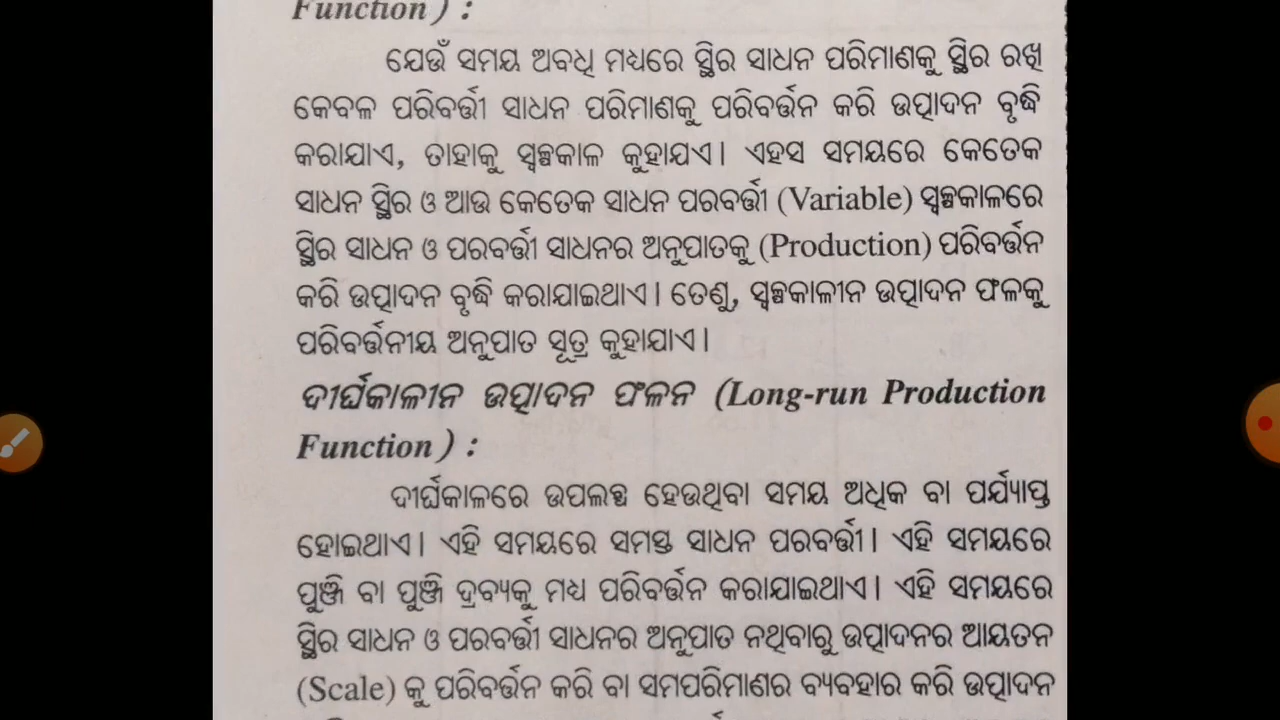 Function ) :
ଯେଉଁ ସମୟ ଅବଧି ମଧ୍ୟରେ ସ୍ଥିର ସାଧନ ପରିମାଣକୁ ସ୍ଥିର ରଖି
କେବଳ ପରିବର୍ତ୍ତୀ ସାଧନ ପରିମାଣକୁ ପରିବର୍ତ୍ତନ କରି ଉତ୍ପାଦନ ବୃଦ୍ଧି
କରାଯାଏ, ତାହାକୁ ସ୍ୱଳ୍ପକାଳ କୁହାଯଏ। ଏହସ ସମୟରେ କେତେକ
ସାଧନ ସ୍ଥିର ଓ ଆଉ କେତେକ ସାଧନ ପରବର୍ତ୍ତୀ (Variable) ସ୍ୱଳ୍ପକାଳରେ
ସ୍ଥିର ସାଧନ ଓ ପରବର୍ତ୍ତୀ ସାଧନର ଅନୁପାତକୁ (Production) ପରିବର୍ତ୍ତନ
କରି ଉତ୍ପାଦନ ବୃଦ୍ଧି କରାଯାଇଥାଏ। ତେଣୁ, ସ୍ୱଳ୍ପକାଳୀନ ଉତ୍ପାଦନ ଫଳକୁ
ପରିବର୍ତ୍ତନୀୟ ଅନୁପାତ ସୂତ୍ର କୁହାଯାଏ।
ଦୀର୍ଘକାଳୀନ ଉତ୍ପାଦନ ଫଳନ (Long-run Production
Function ) :
ଦୀର୍ଘକାଳରେ ଉପଲବ୍ଧ ହେଉଥିବା ସମୟ ଅଧିକ ବା ପର୍ଯ୍ୟାପ୍ତ
ହୋଇଥାଏ। ଏହି ସମୟରେ ସମସ୍ତ ସାଧନ ପରବର୍ତ୍ତୀ। ଏହି ସମୟରେ
ପୁଞ୍ଜି ବା ପୁଞ୍ଜି ଦ୍ରବ୍ୟକୁ ମଧ୍ୟ ପରିବର୍ତ୍ତନ କରାଯାଇଥାଏ। ଏହି ସମୟରେ
ସ୍ଥିର ସାଧନ ଓ ପରବର୍ତ୍ତୀ ସାଧନର ଅନୁପାତ ନଥିବାରୁ ଉତ୍ପାଦନର ଆୟତନ
(Scale) କୁ ପରିବର୍ତ୍ତନ କରି ବା ସମପରିମାଣର ବ୍ୟବହାର କରି ଉତ୍ପାଦନ